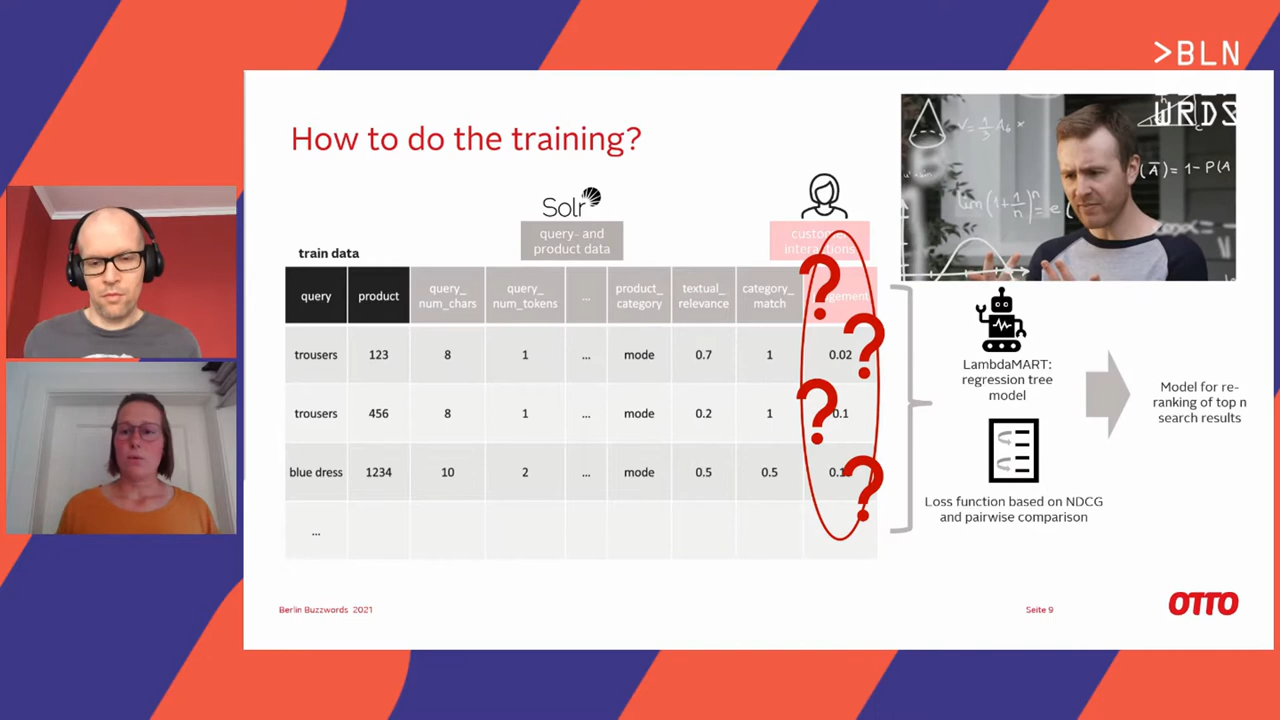 >BLN
WRDS
How to do the training?
Solr
query- and
product data
train data
query
product
query_
num_chars
query_
num_tokens
...
product_
category
textual_
relevance
category_
match
trousers
123
8
1
...
mode
0.7
1
0.02
trousers
456
8
1
...
mode
0.2
1
0.1
blue dress
1234
10
2
...
mode
0.5
0.5
...
?
?
?
?
LambdaMART:
regression tree
model
Loss function based on NDCG
and pairwise comparison
Model for re-
ranking of top n
search results
Berlin Buzzwords 2021
Seite 9
OTTO